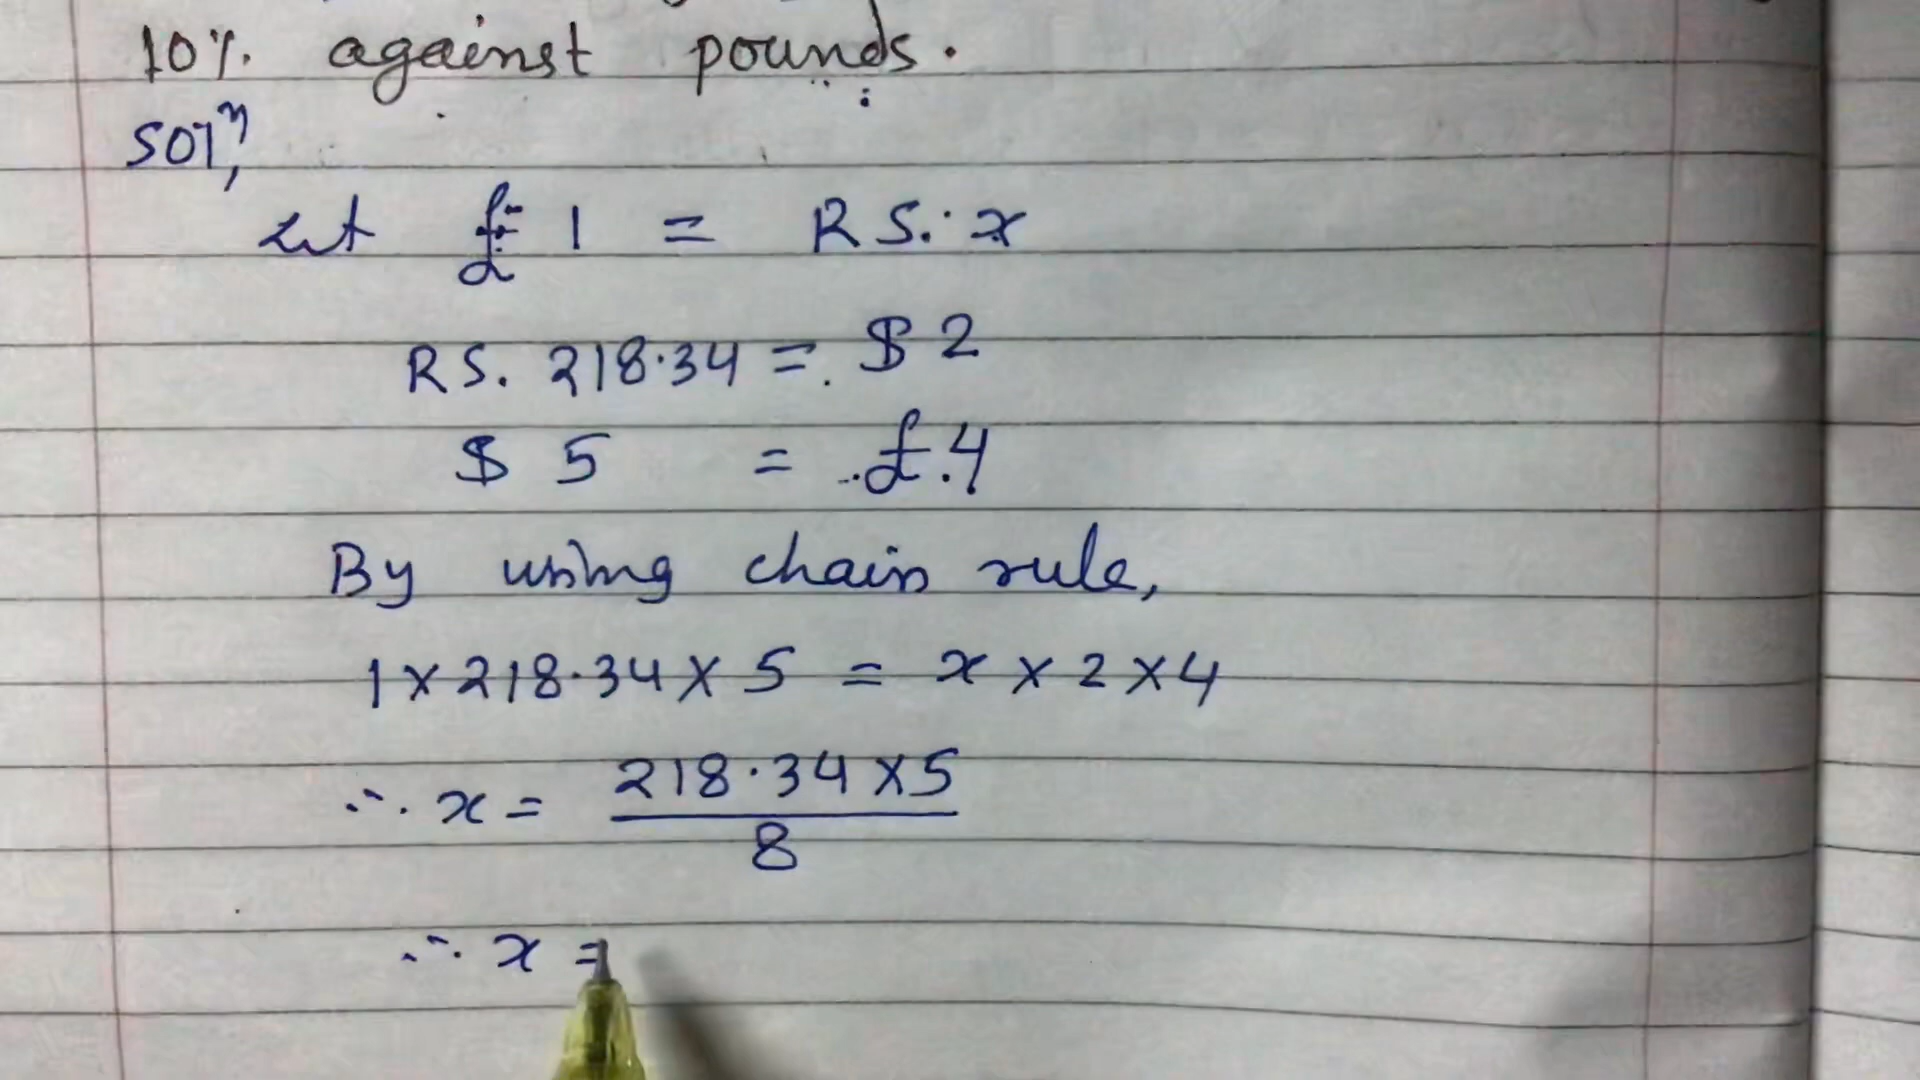 10% against pounds.
Solⁿ,
Let £ 1 = RS. x
RS. 218.34 = $ 2
$ 5 = £.4
By using chain rule,
1 × 218.34 × 5 = x × 2 × 4
∴ x = 218.34 × 5
8
∴ x =